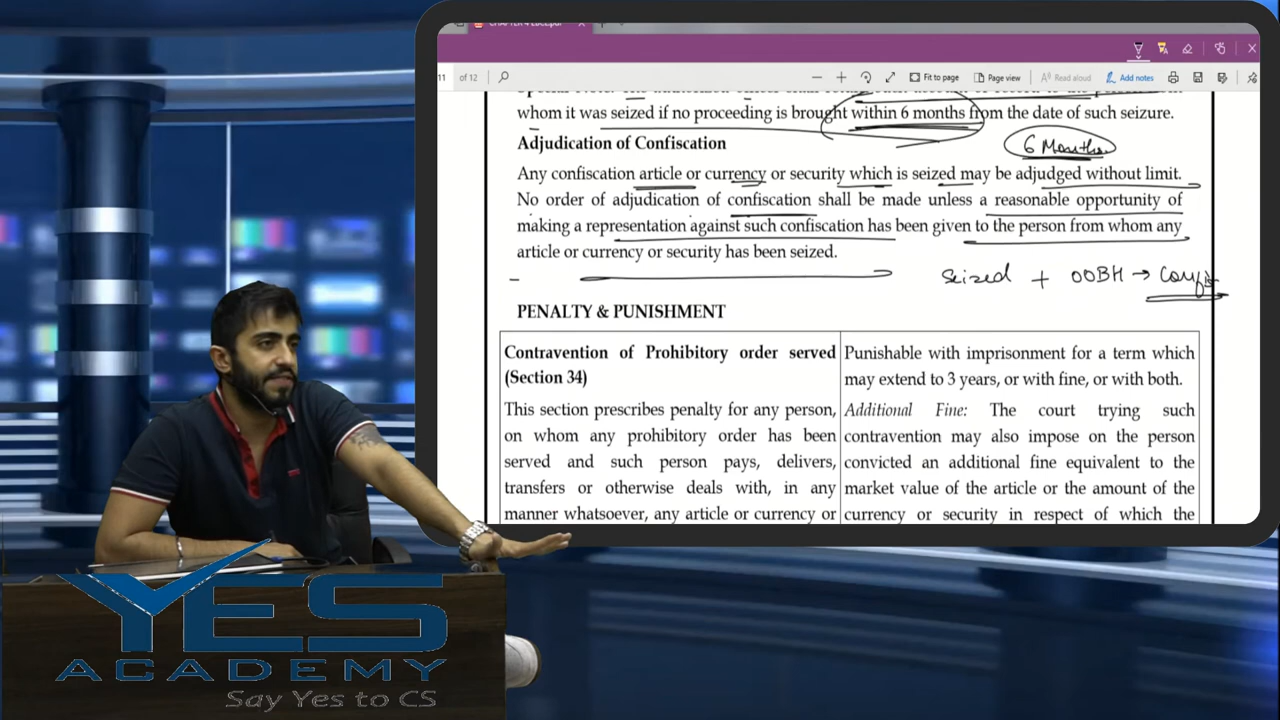 CHAPTER 4
11
of 12
Fit to page
Page view
Read aloud
Add notes
whom it was seized if no proceeding is brought within 6 months from the date of such seizure.
Adjudication of Confiscation
6 Months
Any confiscation article or currency or security which is seized may be adjudged without limit.
No order of adjudication of confiscation shall be made unless a reasonable opportunity of
making a representation against such confiscation has been given to the person from whom any
article or currency or security has been seized.
Seized + OOBH → Confis
PENALTY & PUNISHMENT
Contravention of Prohibitory order served
(Section 34)
This section prescribes penalty for any person,
on whom any prohibitory order has been
served and such person pays, delivers,
transfers or otherwise deals with, in any
manner whatsoever, any article or currency or
Punishable with imprisonment for a term which
may extend to 3 years, or with fine, or with both.
Additional Fine: The court trying such
contravention may also impose on the person
convicted an additional fine equivalent to the
market value of the article or the amount of the
currency or security in respect of which the
YES
ACADEMY
Say Yes to CS